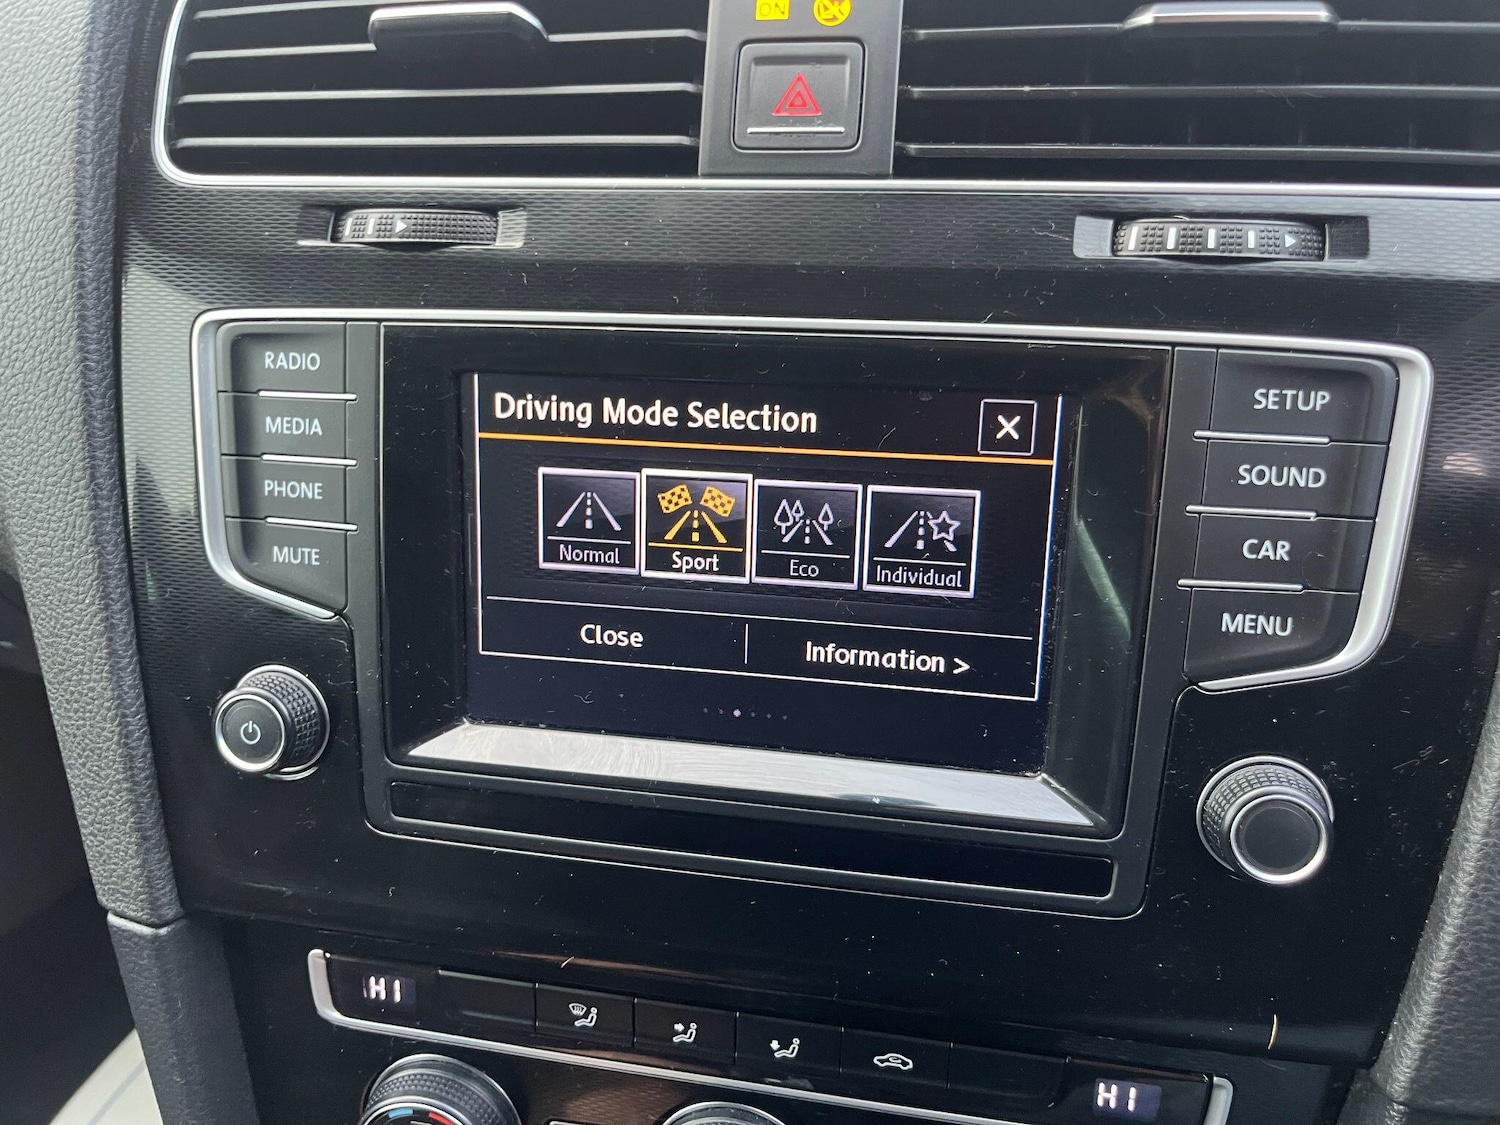 ON
RADIO
MEDIA
PHONE
MUTE
Driving Mode Selection
X
Normal
Sport
Eco
Individual
Close
Information >
SETUP
SOUND
CAR
MENU
HI
HI